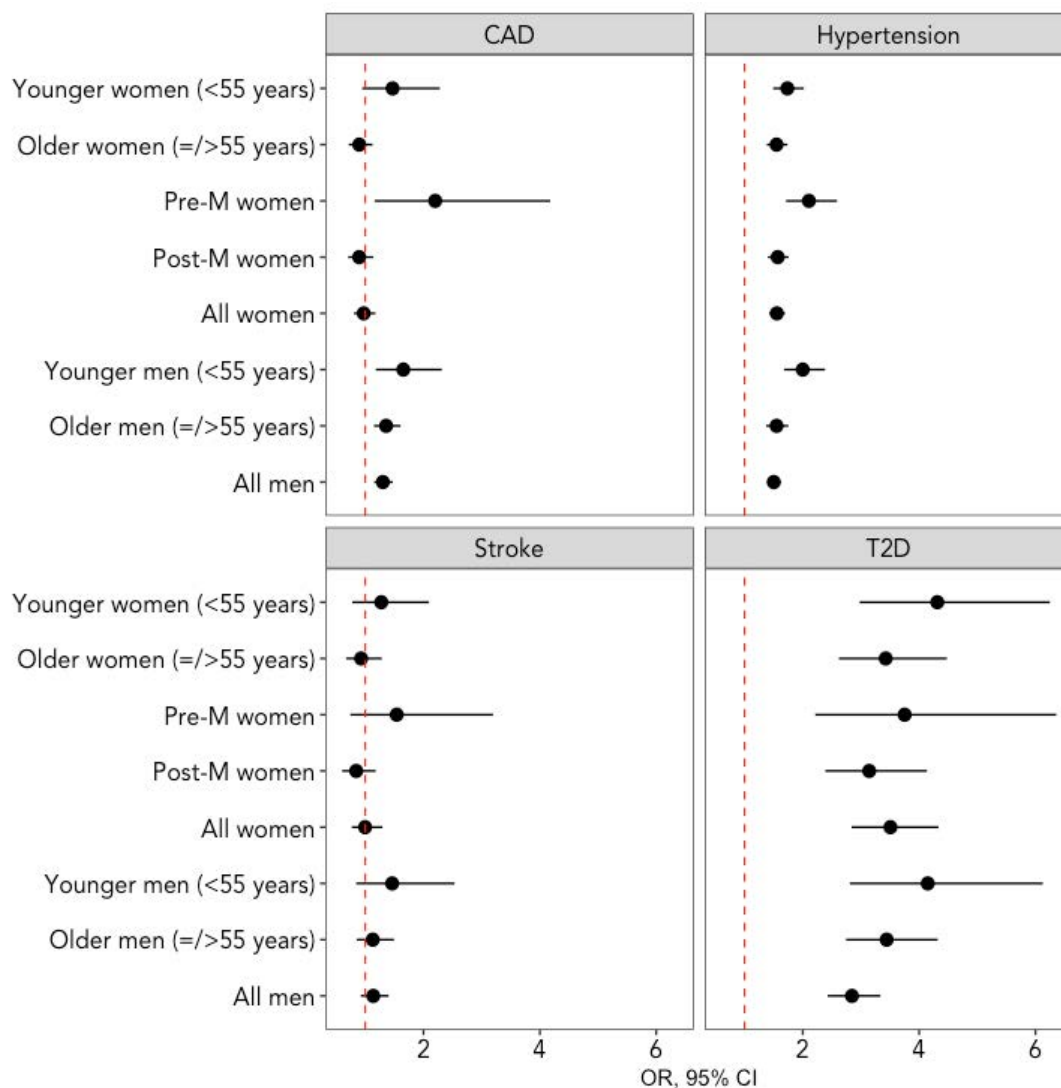 CAD Hypertension
Younger women (<55 years)
Older women (=/>55 years)
Pre-M women
Post-M women
All women
Younger men (<55 years)
Older men (=/>55 years)
All men
Stroke T2D
Younger women (<55 years)
Older women (=/>55 years)
Pre-M women
Post-M women
All women
Younger men (<55 years)
Older men (=/>55 years)
All men
2 4 6 2 4 6
OR, 95% CI